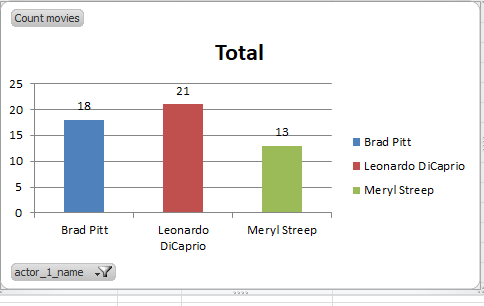 Count movies
Total
25
20
15
10
5
0
18
21
13
Brad Pitt
Leonardo
DiCaprio
Meryl Streep
Brad Pitt
Leonardo DiCaprio
Meryl Streep
actor_1_name